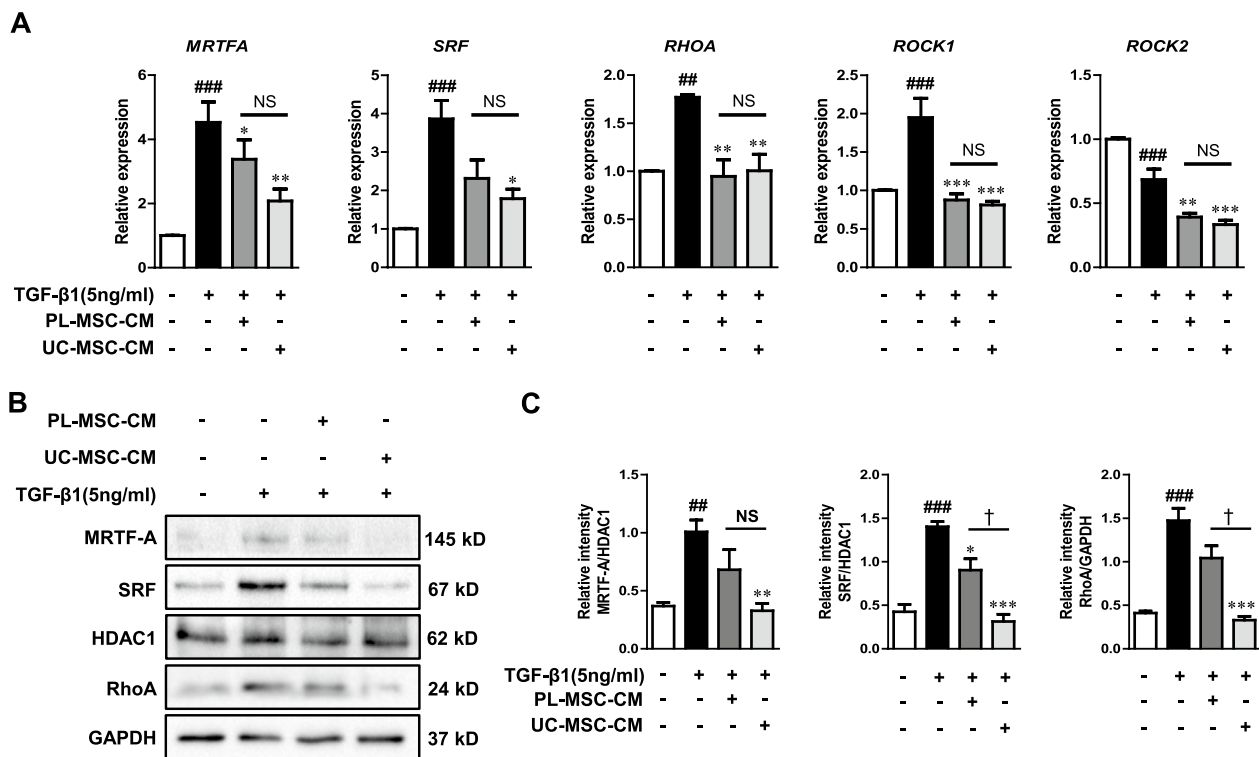 A
MRTFA SRF RHOA ROCK1 ROCK2
Relative expression
6
4
2
0
###
*
**
NS
Relative expression
5
4
3
2
1
0
###
*
NS
Relative expression
2.0
1.5
1.0
0.5
0.0
##
**
**
NS
Relative expression
2.5
2.0
1.5
1.0
0.5
0.0
###
***
***
NS
Relative expression
1.5
1.0
0.5
0.0
###
**
***
NS
TGF-β1(5ng/ml) - + + + - + + + - + + + - + + + - + + +
PL-MSC-CM - - + - - - + - - - + - - - + - - - + -
UC-MSC-CM - - - + - - - + - - - + - - - + - - - +
B
PL-MSC-CM - - + -
UC-MSC-CM - - - +
TGF-β1(5ng/ml) - + + +
MRTF-A 145 kD
SRF 67 kD
HDAC1 62 kD
RhoA 24 kD
GAPDH 37 kD
C
Relative intensity
MRTF-A/HDAC1
1.5
1.0
0.5
0.0
##
**
NS
Relative intensity
SRF/HDAC1
2.0
1.5
1.0
0.5
0.0
###
*
***
†
Relative intensity
RhoA/GAPDH
2.0
1.5
1.0
0.5
0.0
###
***
†
TGF-β1(5ng/ml) - + + + - + + + - + + +
PL-MSC-CM - - + - - - + - - - + -
UC-MSC-CM - - - + - - - + - - - +